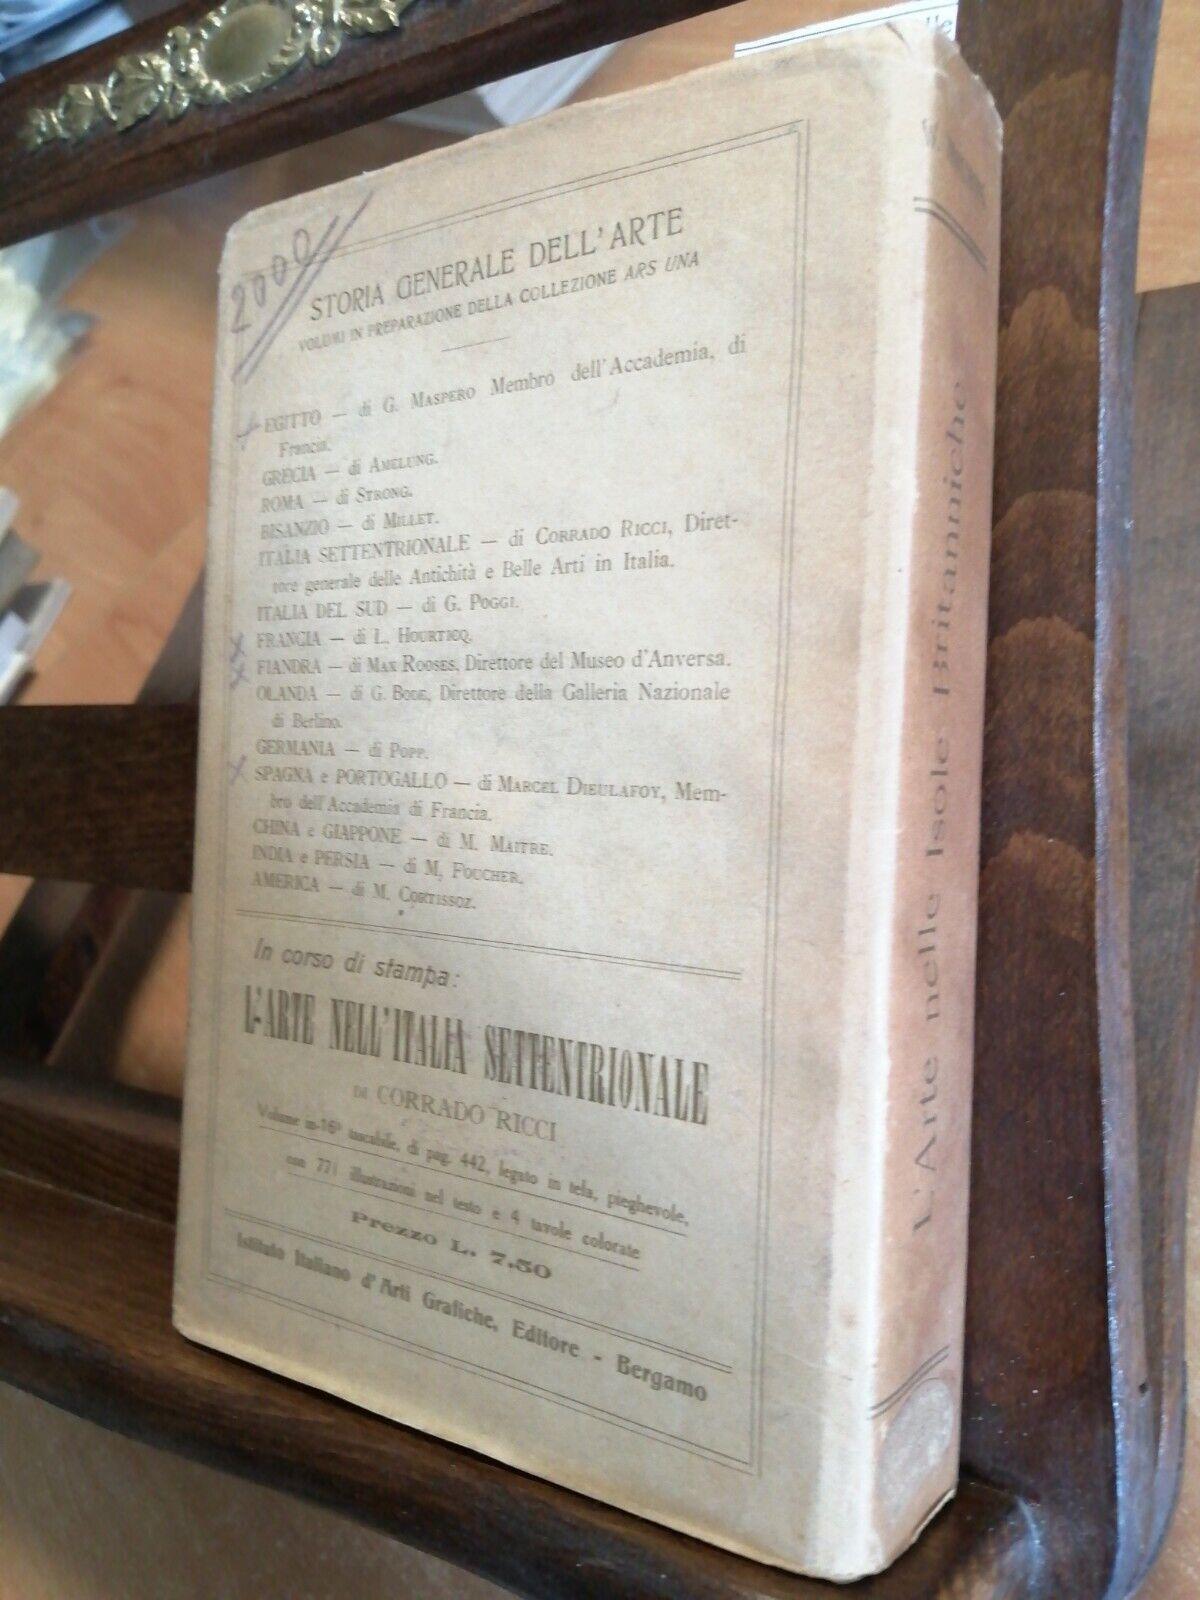 lle
2000
STORIA GENERALE DELL'ARTE
VOLUMI IN PREPARAZIONE DELLA COLLEZIONE ARS UNA
EGITTO — di G. MASPERO Membro dell'Accademia, di
Francia.
GRECIA — di AMELUNG.
ROMA — di STRONG.
BISANZIO — di MILLET.
ITALIA SETTENTRIONALE — di CORRADO RICCI, Diret-
tore generale delle Antichità e Belle Arti in Italia.
ITALIA DEL SUD — di G. POGGI.
FRANCIA — di L. HOURTICQ.
FIANDRA — di MAX ROOSES, Direttore del Museo d'Anversa.
OLANDA — di G. BODE, Direttore della Galleria Nazionale
di Berlino.
GERMANIA — di POPP.
SPAGNA e PORTOGALLO — di MARCEL DIEULAFOY, Mem-
bro dell'Accademia di Francia.
CHINA e GIAPPONE — di M. MAITRE.
INDIA e PERSIA — di M, FOUCHER.
AMERICA — di M. CORTISSOZ.
In corso di stampa:
L'ARTE NELL'ITALIA SETTENTRIONALE
DI CORRADO RICCI
Volume in-16° tascabile, di pag. 442, legato in tela, pieghevole,
con 771 illustrazioni nel testo e 4 tavole colorate
Prezzo L. 7,50
Istituto Italiano d'Arti Grafiche, Editore - Bergamo
L'Arte nelle Isole Britanniche